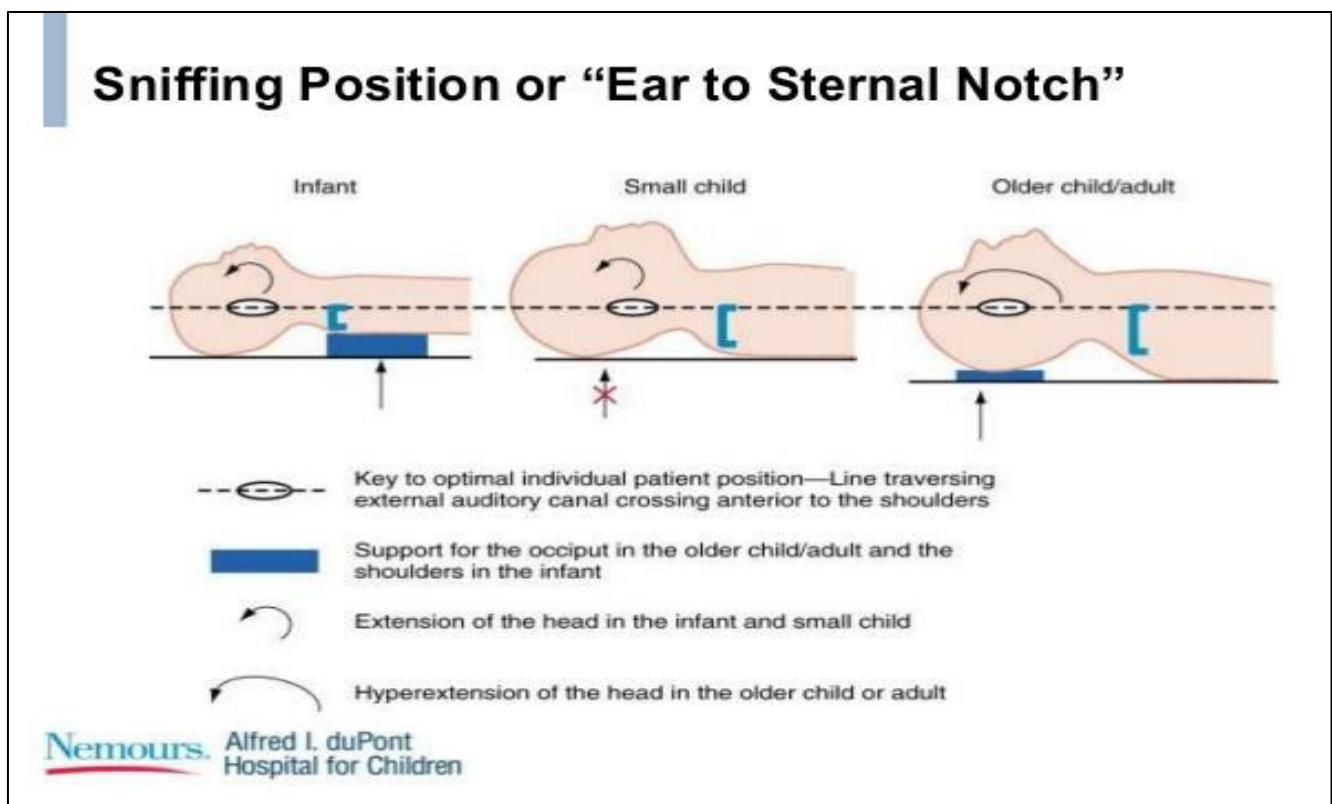 Sniffing Position or “Ear to Sternal Notch”
Infant
Small child
Older child/adult
Key to optimal individual patient position—Line traversing
external auditory canal crossing anterior to the shoulders
Support for the occiput in the older child/adult and the
shoulders in the infant
Extension of the head in the infant and small child
Hyperextension of the head in the older child or adult
Nemours. Alfred I. duPont
Hospital for Children